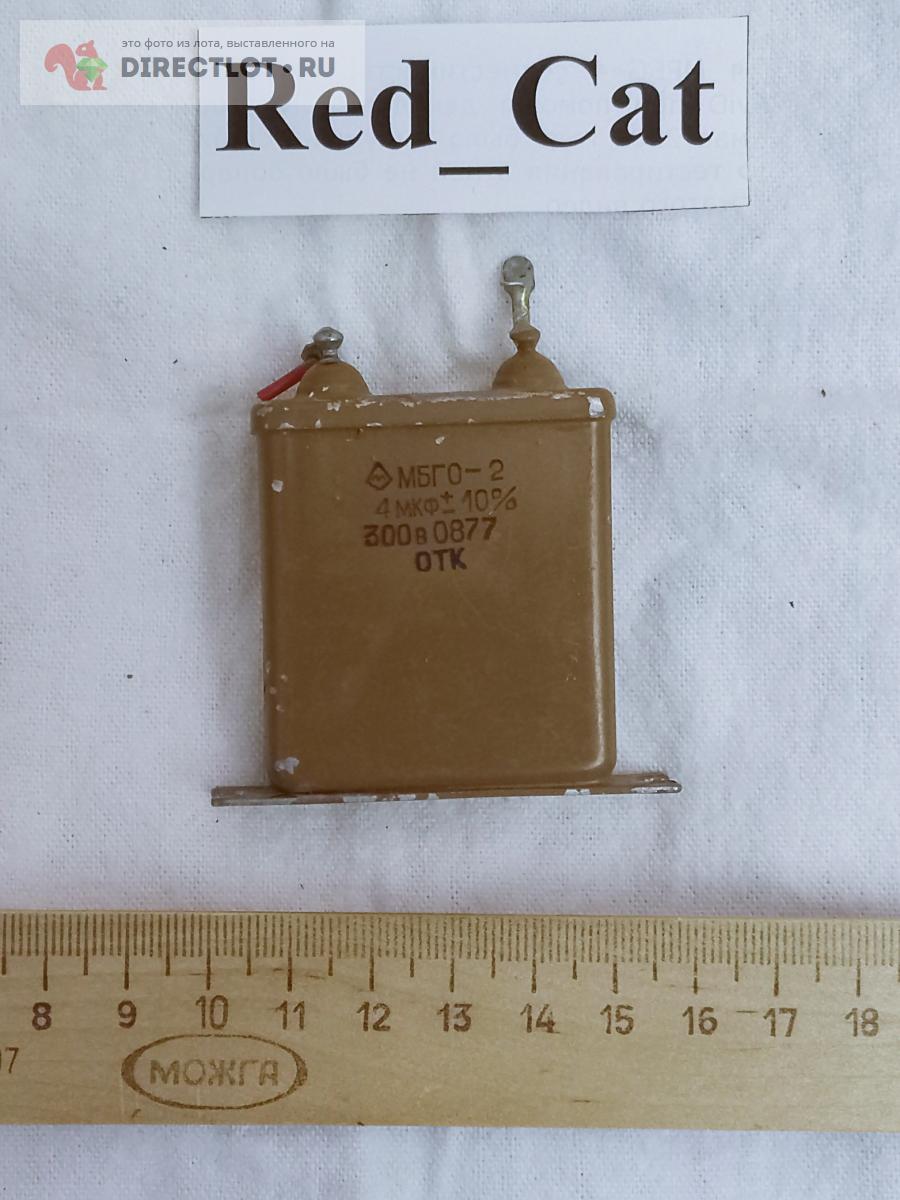 это фото из лота, выставленного на
DIRECTLOT.RU
Red_Cat
МБГО-2
4 мкф ± 10%
300в 0877
ОТК
8 9 10 11 12 13 14 15 16 17 18
МОЖГА